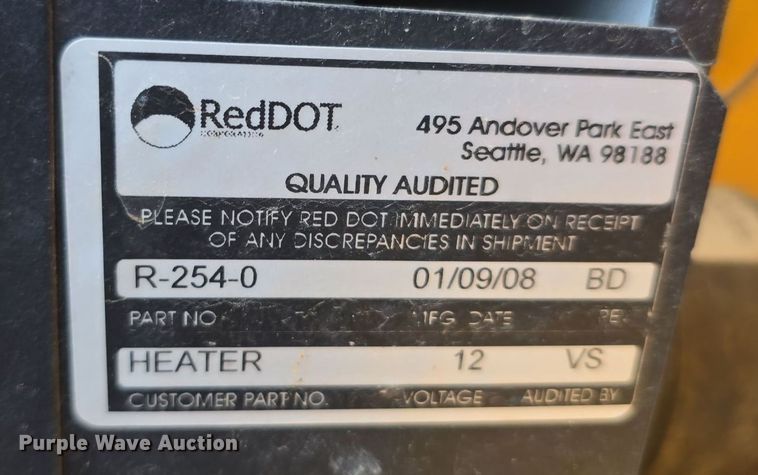 RedDOT
CORPORATION
495 Andover Park East
Seattle, WA 98188
QUALITY AUDITED
PLEASE NOTIFY RED DOT IMMEDIATELY ON RECEIPT
OF ANY DISCREPANCIES IN SHIPMENT
R-254-0 01/09/08 BD
PART NO MFG DATE
HEATER 12 VS
CUSTOMER PART NO. VOLTAGE AUDITED BY
Purple Wave Auction